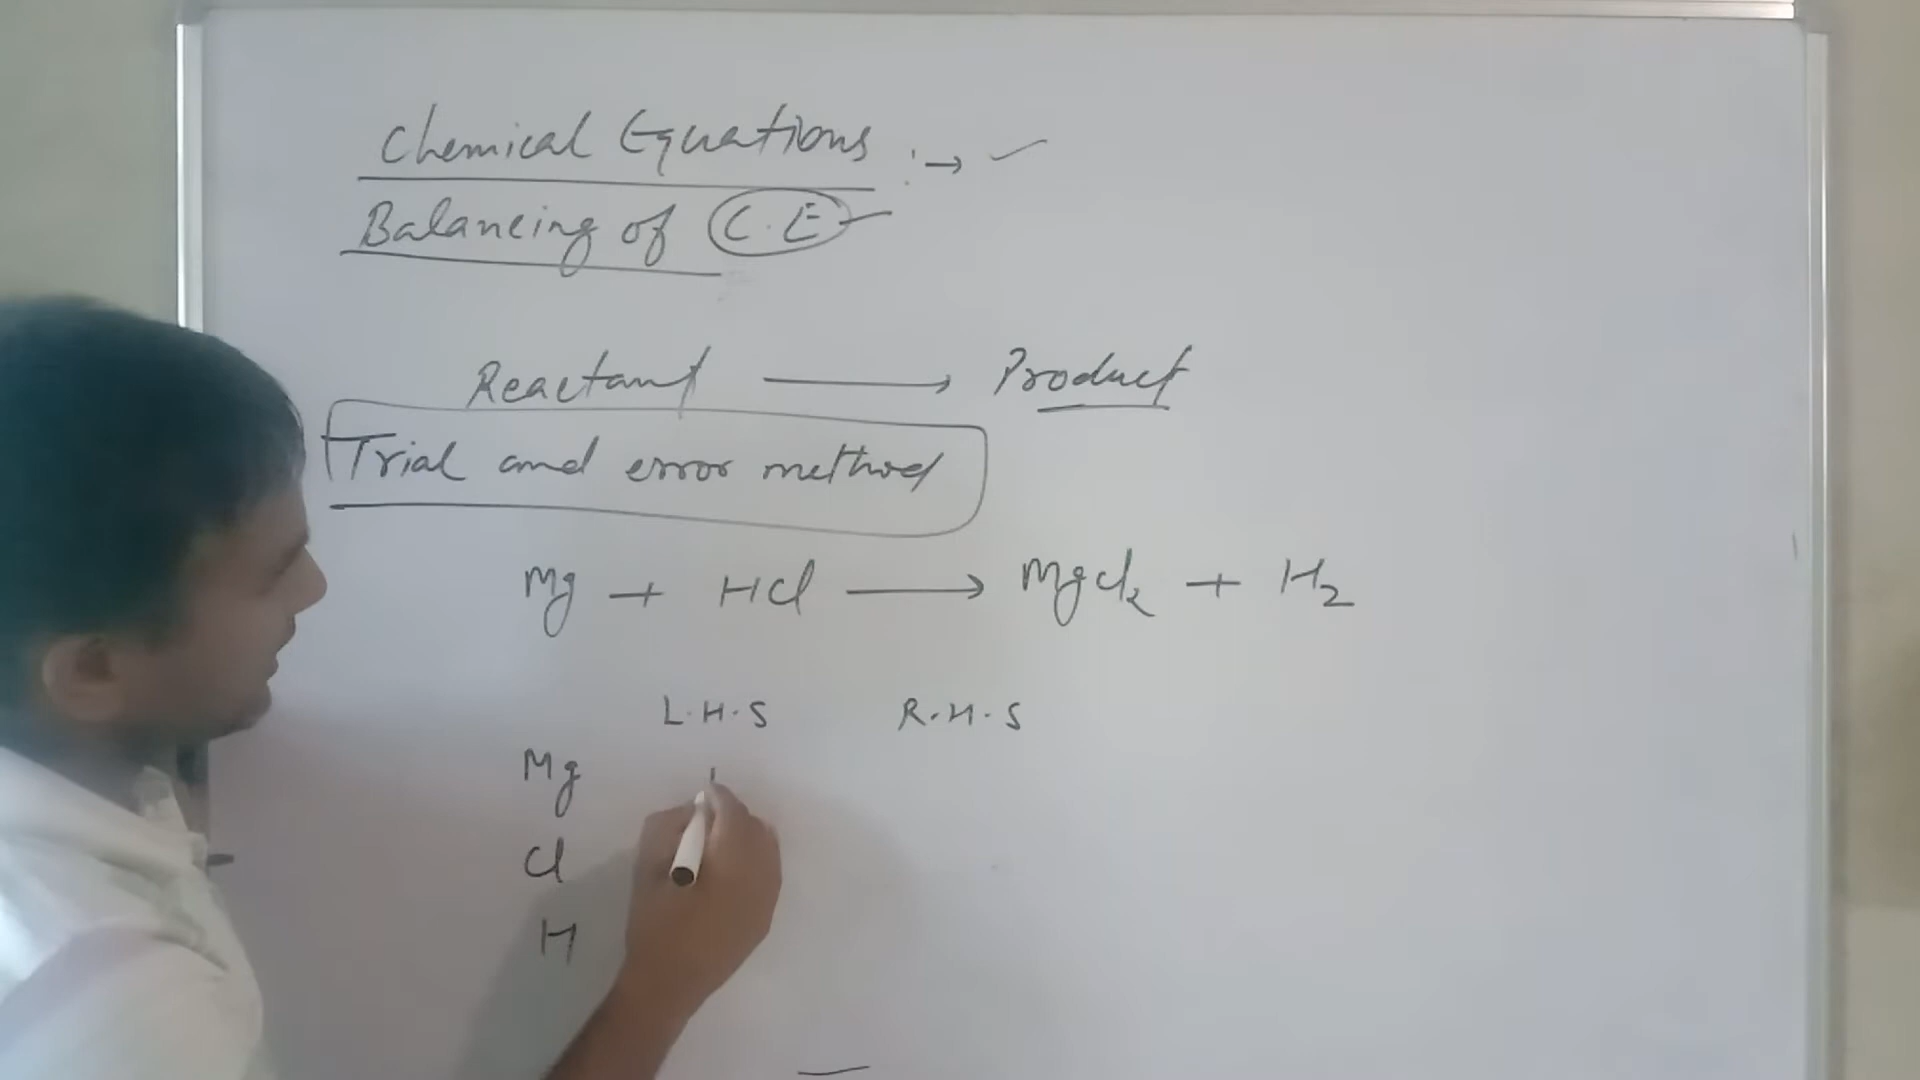 Chemical Equations :→ ✓
Balancing of C.E
Reactant → Product
Trial and error method
Mg + HCl → MgCl₂ + H₂
L.H.S R.H.S
Mg 1
Cl
H